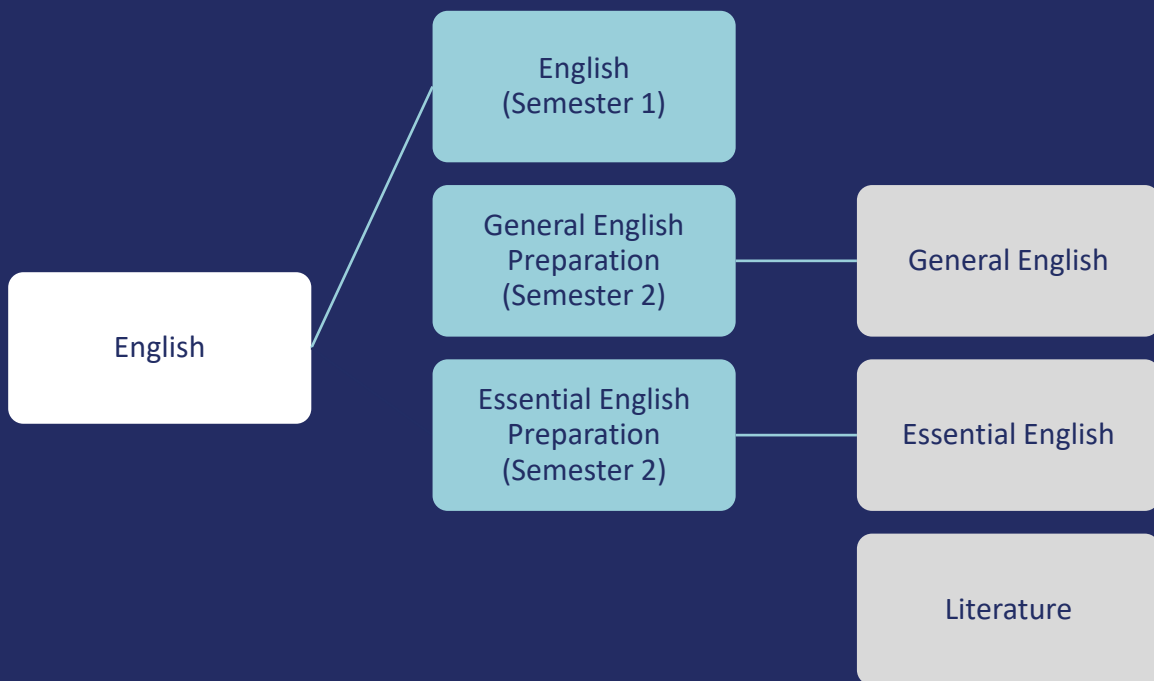 English
English
(Semester 1)
General English
Preparation
(Semester 2)
Essential English
Preparation
(Semester 2)
General English
Essential English
Literature